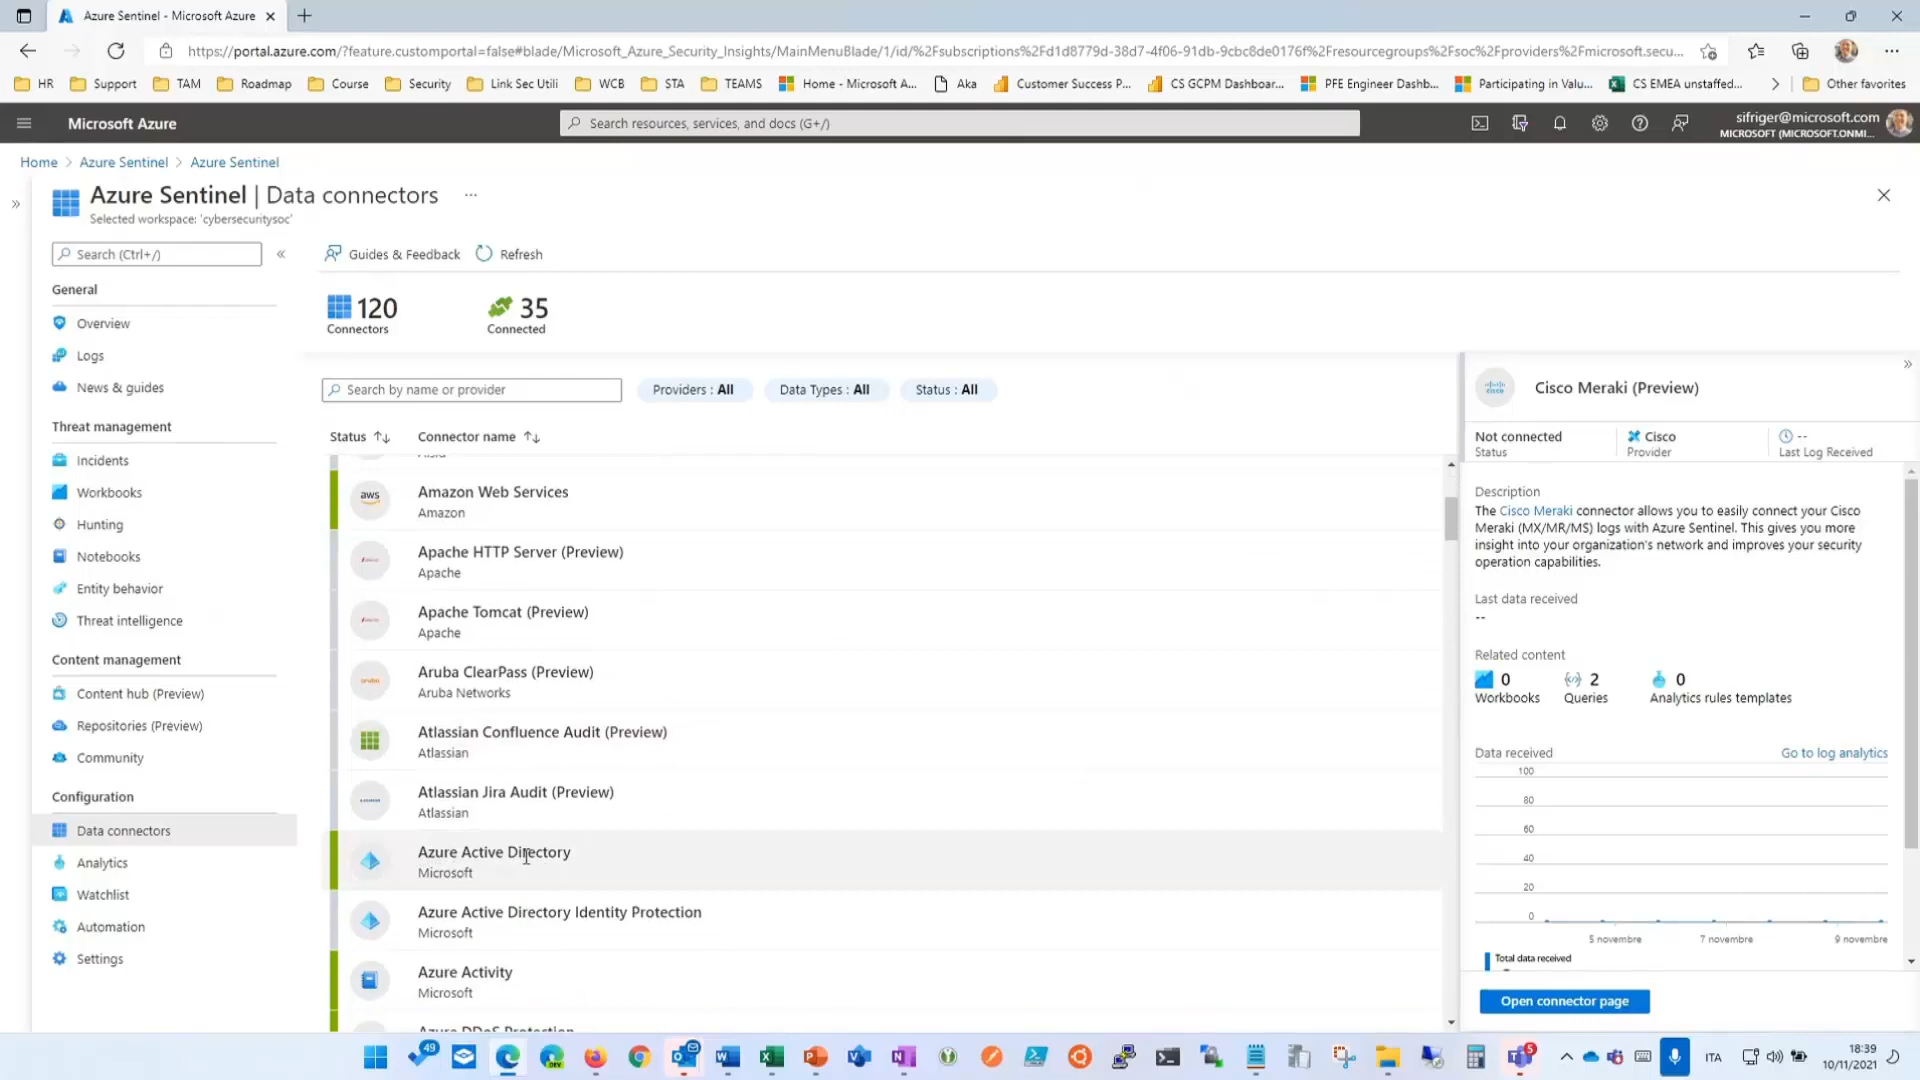 Azure Sentinel - Microsoft Azure
https://portal.azure.com/?feature.customportal=false#blade/Microsoft_Azure_Security_Insights/MainMenuBlade/1/id/%2Fsubscriptions%2Fd1d8779d-38d7-4f06-91db-9cbc8de0176f%2Fresourcegroups%2Fsoc%2Fproviders%2Fmicrosoft.secu...
HR Support TAM Roadmap Course Security Link Sec Utili WCB STA TEAMS Home - Microsoft A... Aka Customer Success P... CS GCPM Dashboar... PFE Engineer Dashb... Participating in Valu... CS EMEA unstaffed... Other favorites
Microsoft Azure
Search resources, services, and docs (G+/)
sifriger@microsoft.com
MICROSOFT (MICROSOFT.ONMI...
Home > Azure Sentinel > Azure Sentinel
Azure Sentinel | Data connectors ...
Selected workspace: 'cybersecuritysoc'
Search (Ctrl+/)
General
Overview
Logs
News & guides
Threat management
Incidents
Workbooks
Hunting
Notebooks
Entity behavior
Threat intelligence
Content management
Content hub (Preview)
Repositories (Preview)
Community
Configuration
Data connectors
Analytics
Watchlist
Automation
Settings
Guides & Feedback Refresh
120
Connectors
35
Connected
Search by name or provider
Providers : All
Data Types : All
Status : All
Status Connector name
aws
Amazon Web Services
Amazon
Apache HTTP Server (Preview)
Apache
Apache Tomcat (Preview)
Apache
aruba
Aruba ClearPass (Preview)
Aruba Networks
Atlassian Confluence Audit (Preview)
Atlassian
Atlassian Jira Audit (Preview)
Atlassian
Azure Active Directory
Microsoft
Azure Active Directory Identity Protection
Microsoft
Azure Activity
Microsoft
Azure DDoS Protection
cisco
Cisco Meraki (Preview)
Not connected
Status
Cisco
Provider
--
Last Log Received
Description
The Cisco Meraki connector allows you to easily connect your Cisco
Meraki (MX/MR/MS) logs with Azure Sentinel. This gives you more
insight into your organization's network and improves your security
operation capabilities.
Last data received
--
Related content
0
Workbooks
2
Queries
0
Analytics rules templates
Data received
Go to log analytics
100
80
60
40
20
0
5 novembre 7 novembre 9 novembre
Total data received
Open connector page
49
DEV
5
ITA
18:39
10/11/2021